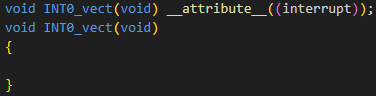 void INT0_vect(void) __attribute__((interrupt));
void INT0_vect(void)
{
}